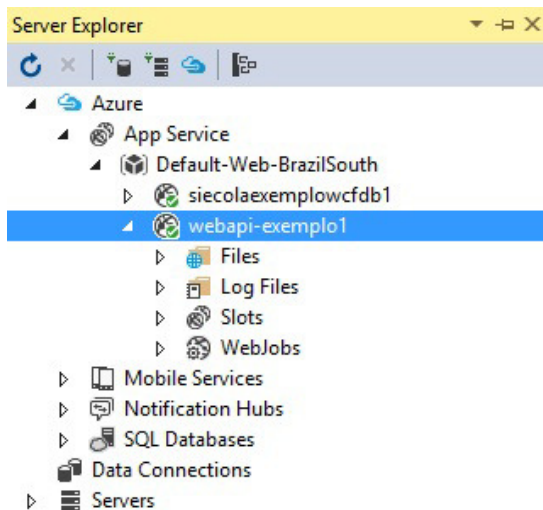 Server Explorer
Azure
App Service
Default-Web-BrazilSouth
siecolaexemplowcfdb1
webapi-exemplo1
Files
Log Files
Slots
WebJobs
Mobile Services
Notification Hubs
SQL Databases
Data Connections
Servers